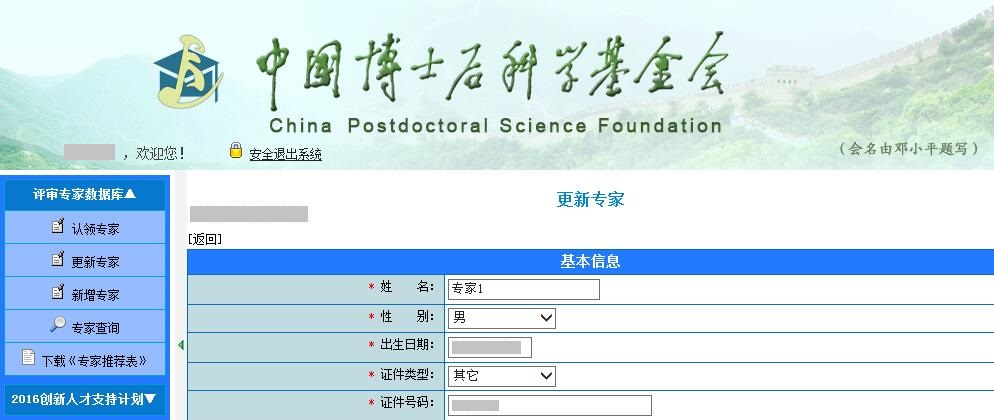 中国博士后科学基金会
China Postdoctoral Science Foundation
，欢迎您！ 安全退出系统
（会名由邓小平题写）
评审专家数据库▲
认领专家
更新专家
新增专家
专家查询
下载《专家推荐表》
2016创新人才支持计划▼
更新专家
[返回]
基本信息
* 姓 名： 专家1
* 性 别： 男
* 出生日期：
* 证件类型： 其它
* 证件号码：